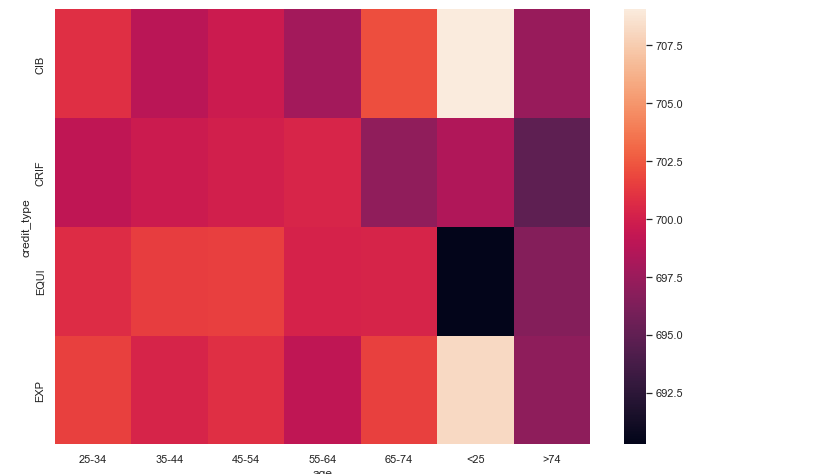 CIB
CRIF
EQUI
EXP
credit_type
25-34 35-44 45-54 55-64 65-74 <25 >74
age
707.5
705.0
702.5
700.0
697.5
695.0
692.5